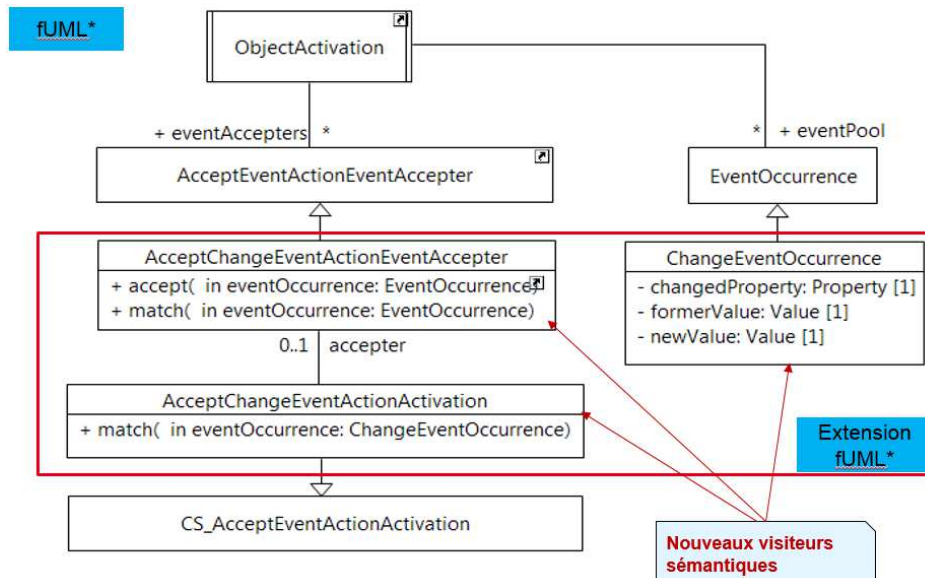 fUML*
ObjectActivation
+ eventAccepters *
* + eventPool
AcceptEventActionEventAccepter
EventOccurrence
AcceptChangeEventActionEventAccepter
+ accept( in eventOccurrence: EventOccurrence)
+ match( in eventOccurrence: EventOccurrence)
ChangeEventOccurrence
- changedProperty: Property [1]
- formerValue: Value [1]
- newValue: Value [1]
0..1 accepter
AcceptChangeEventActionActivation
+ match( in eventOccurrence: ChangeEventOccurrence)
Extension
fUML*
CS_AcceptEventActionActivation
Nouveaux visiteurs
sémantiques